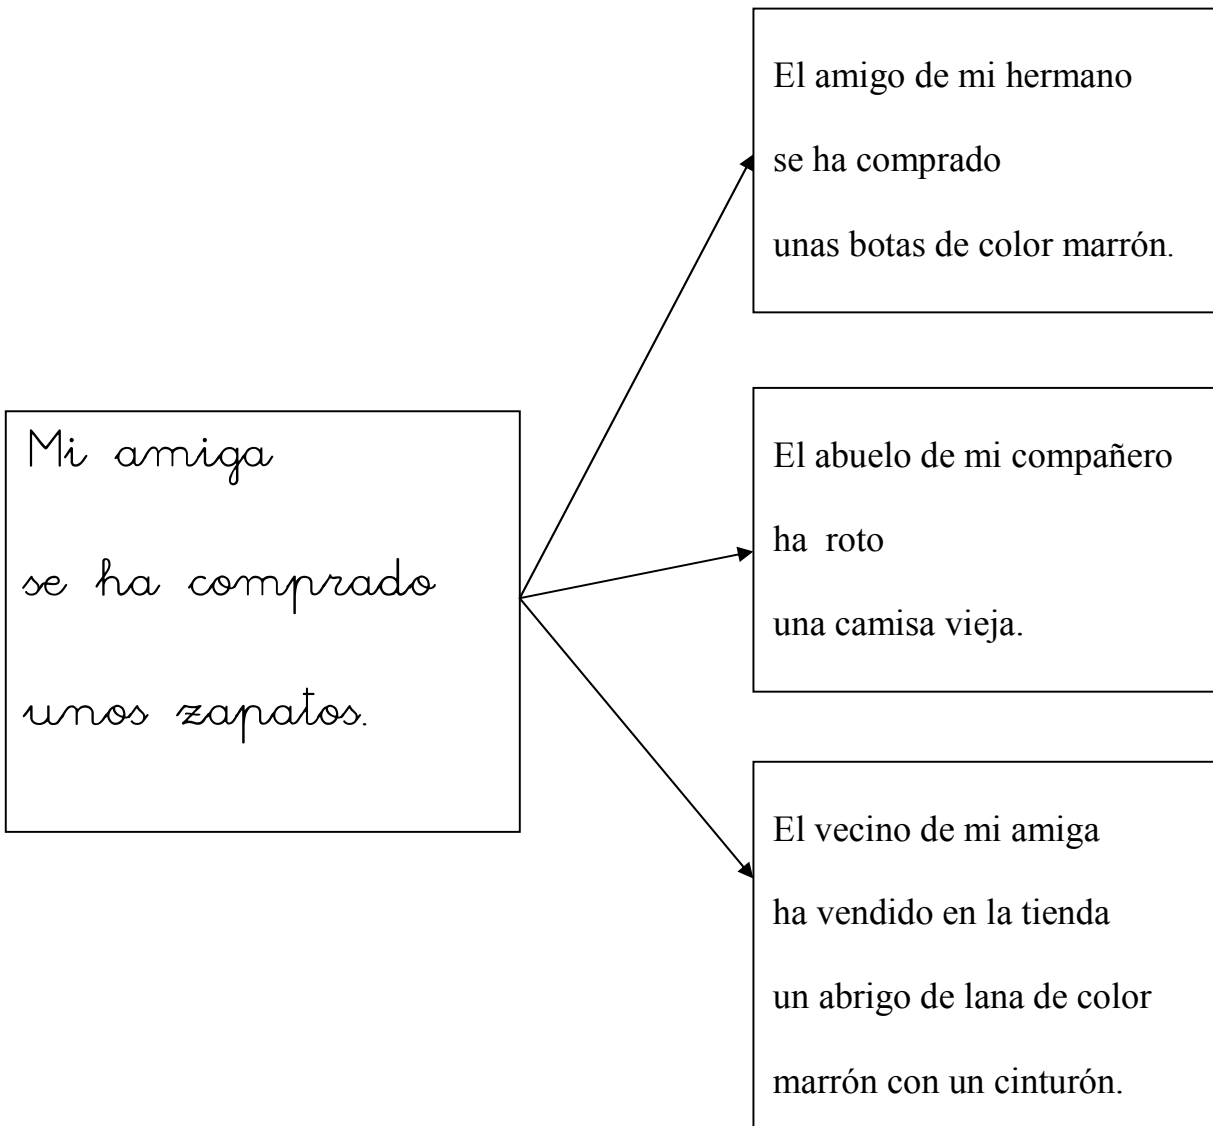 Mi amiga
se ha comprado
unos zapatos.
El amigo de mi hermano
se ha comprado
unas botas de color marrón.
El abuelo de mi compañero
ha roto
una camisa vieja.
El vecino de mi amiga
ha vendido en la tienda
un abrigo de lana de color
marrón con un cinturón.